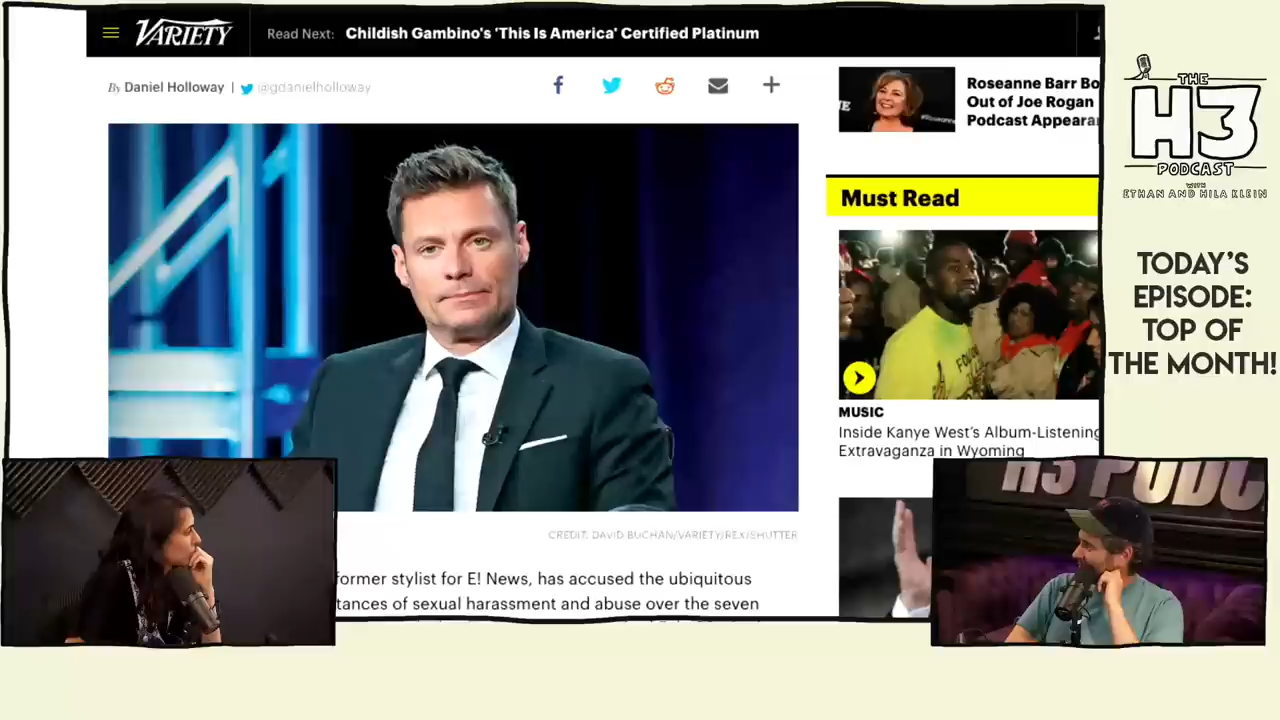 VARIETY
Read Next: Childish Gambino's 'This Is America' Certified Platinum
By Daniel Holloway | @gdanielholloway
Roseanne Barr Bo
Out of Joe Rogan
Podcast Appeara
Must Read
MUSIC
Inside Kanye West's Album-Listening
Extravaganza in Wyoming
CREDIT: DAVID BUCHAN/VARIETY/REX/SHUTTER
former stylist for E! News, has accused the ubiquitous
tances of sexual harassment and abuse over the seven
THE
H3
PODCAST
WITH
ETHAN AND HILA KLEIN
TODAY'S
EPISODE:
TOP OF
THE MONTH!
H3 PODC